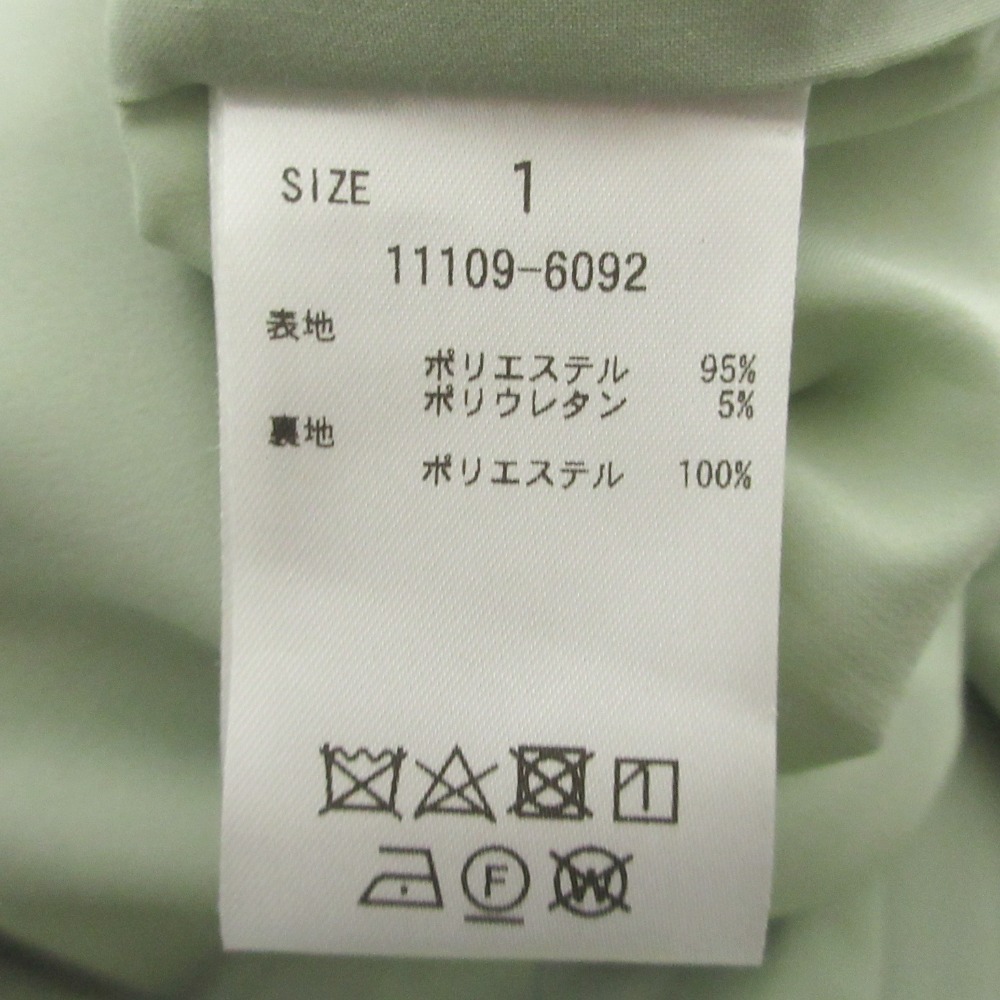 SIZE 1
11109-6092
表地
ポリエステル 95%
ポリウレタン 5%
裏地
ポリエステル 100%
F
W